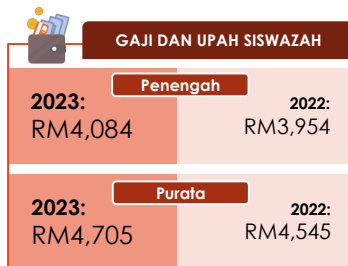 GAJI DAN UPAH SISWAZAH
Penengah
2023:
RM4,084
2022:
RM3,954
Purata
2023:
RM4,705
2022:
RM4,545